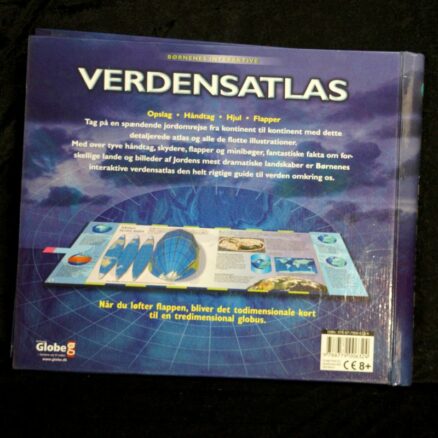 BØRNENES INTERAKTIVE
VERDENSATLAS
Opslag • Håndtag • Hjul • Flapper
Tag på en spændende jordomrejse fra kontinent til kontinent med dette
detaljerede atlas og alle de flotte illustrationer.
Med over tyve håndtag, skydere, flapper og minibøger, fantastiske fakta om for-
skellige lande og billeder af Jordens mest dramatiske landskaber er Børnenes
interaktive verdensatlas den helt rigtige guide til verden omkring os.
Når du løfter flappen, bliver det todimensionale kort
til en tredimensional globus.
Globe
www.globe.dk
CE 8+